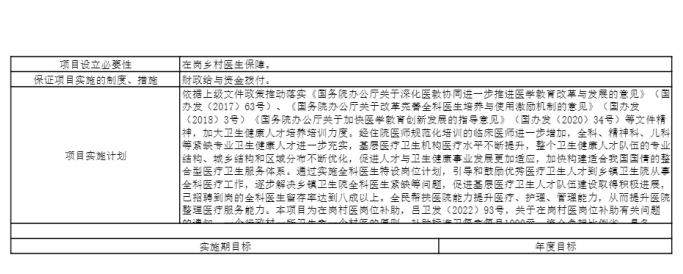 项目设立必要性 在岗乡村医生保障。
保证项目实施的制度、措施 财政给与资金拨付。
项目实施计划
依据上级文件政策推动落实《国务院办公厅关于深化医教协同进一步推进医学教育改革与发展的意见》（国
办发（2017）63号）、《国务院办公厅关于改革完善全科医生培养与使用激励机制的意见》（国办发
（2018）3号）《国务院办公厅关于加快医学教育创新发展的指导意见》（国办发（2020）34号）等文件精
神，加大卫生健康人才培养培训力度。经住院医师规范化培训的临床医师进一步增加，全科、精神科、儿科
等紧缺专业卫生健康人才进一步充实，基层医疗卫生机构医疗水平不断提升，整个卫生健康人才队伍的专业
结构、城乡结构和区域分布不断优化，促进人才与卫生健康事业发展更加适应，加快构建适合我国国情的整
合型医疗卫生服务体系。通过实施全科医生特设岗位计划，引导和鼓励优秀医疗卫生人才到乡镇卫生院从事
全科医疗工作，逐步解决乡镇卫生院全科医生紧缺等问题，促进基层医疗卫生人才队伍建设取得积极进展，
已招聘到岗的全科医生留存率达到八成以上。全民帮扶医院能力提升医疗、护理、管理能力，从而提升医院
整理医疗服务能力。本项目为在岗村医岗位补助，吕卫发（2022）93号，关于在岗村医岗位补助有关问题
实施期目标 年度目标